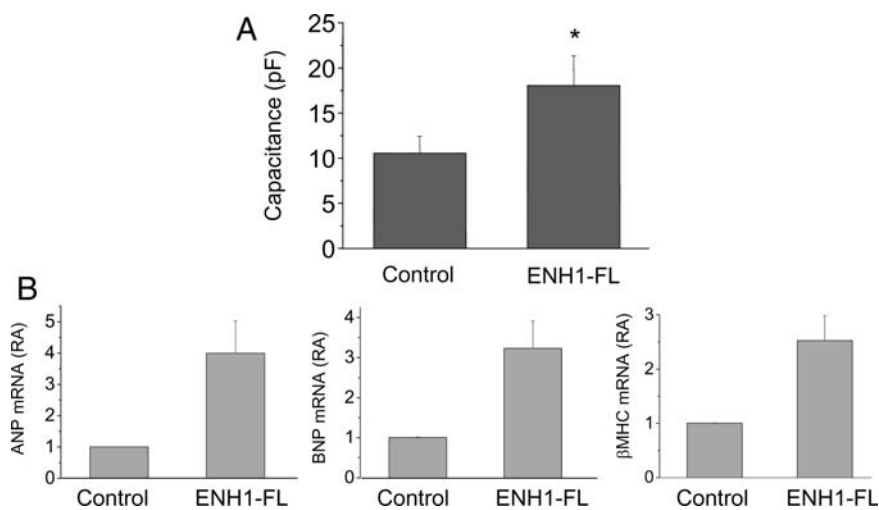 A
*
Capacitance (pF)
25
20
15
10
5
0
Control
ENH1-FL
B
ANP mRNA (RA)
5
4
3
2
1
0
Control
ENH1-FL
BNP mRNA (RA)
4
3
2
1
0
Control
ENH1-FL
βMHC mRNA (RA)
3
2
1
0
Control
ENH1-FL